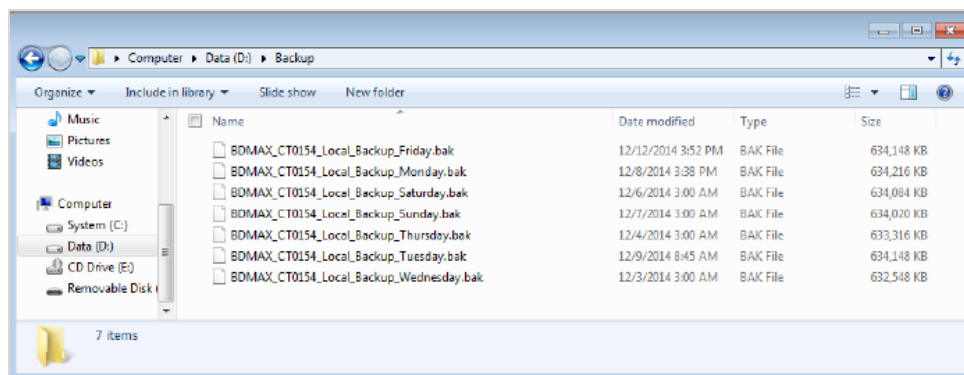 Computer ▸ Data (D:) ▸ Backup
Organize Include in library Slide show New folder
Music
Pictures
Videos
Computer
System (C:)
Data (D:)
CD Drive (E:)
Removable Disk
Name Date modified Type Size
BDMAX_CT0154_Local_Backup_Friday.bak 12/12/2014 3:52 PM BAK File 634,148 KB
BDMAX_CT0154_Local_Backup_Monday.bak 12/8/2014 3:38 PM BAK File 634,216 KB
BDMAX_CT0154_Local_Backup_Saturday.bak 12/6/2014 3:00 AM BAK File 634,084 KB
BDMAX_CT0154_Local_Backup_Sunday.bak 12/7/2014 3:00 AM BAK File 634,020 KB
BDMAX_CT0154_Local_Backup_Thursday.bak 12/4/2014 3:00 AM BAK File 633,316 KB
BDMAX_CT0154_Local_Backup_Tuesday.bak 12/9/2014 8:45 AM BAK File 634,148 KB
BDMAX_CT0154_Local_Backup_Wednesday.bak 12/3/2014 3:00 AM BAK File 632,548 KB
7 items